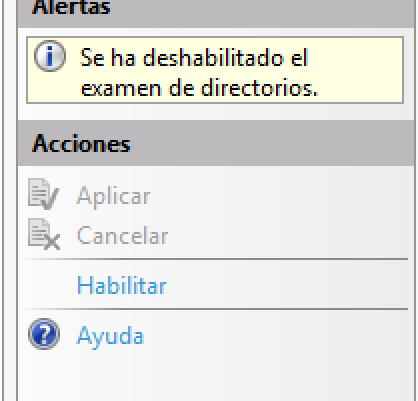 Alertas
Se ha deshabilitado el
examen de directorios.
Acciones
Aplicar
Cancelar
Habilitar
Ayuda